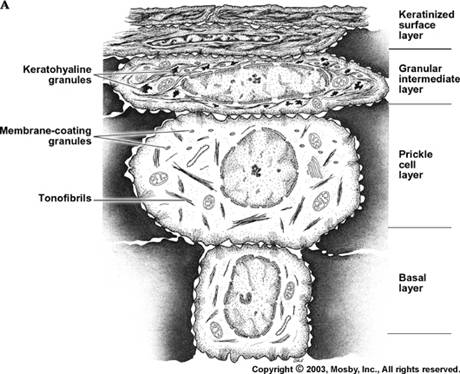 A
Keratinized
surface
layer
Keratohyaline
granules
Granular
intermediate
layer
Membrane-coating
granules
Prickle
cell
layer
Tonofibrils
Basal
layer
Copyright © 2003, Mosby, Inc., All rights reserved.